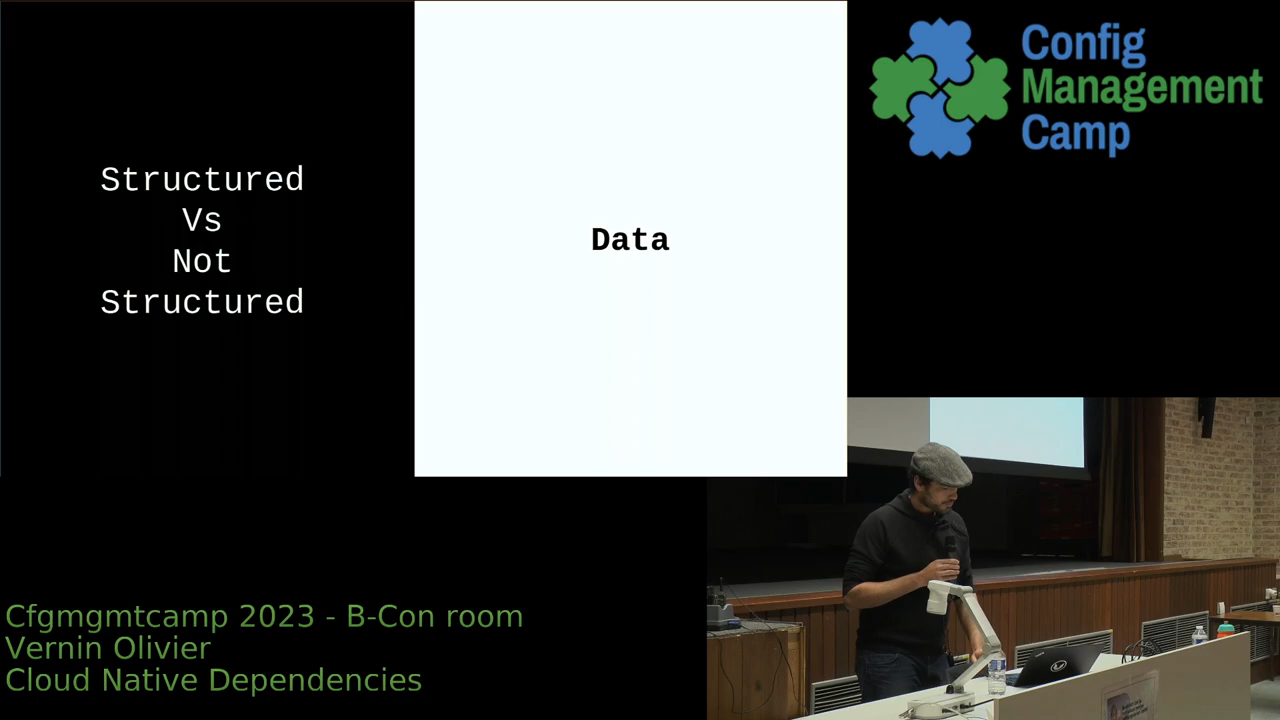 Structured
Vs
Not
Structured
Data
Config
Management
Camp
Cfgmgmtcamp 2023 - B-Con room
Vernin Olivier
Cloud Native Dependencies